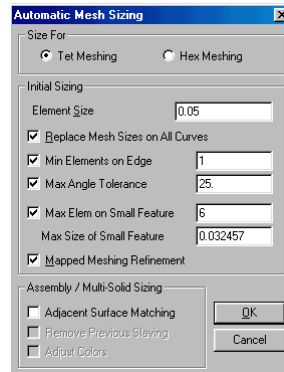 Automatic Mesh Sizing
Size For
Tet Meshing Hex Meshing
Initial Sizing
Element Size 0.05
Replace Mesh Sizes on All Curves
Min Elements on Edge 1
Max Angle Tolerance 25.
Max Elem on Small Feature 6
Max Size of Small Feature 0.032457
Mapped Meshing Refinement
Assembly / Multi-Solid Sizing
Adjacent Surface Matching
Remove Previous Slaving
Adjust Colors
OK
Cancel